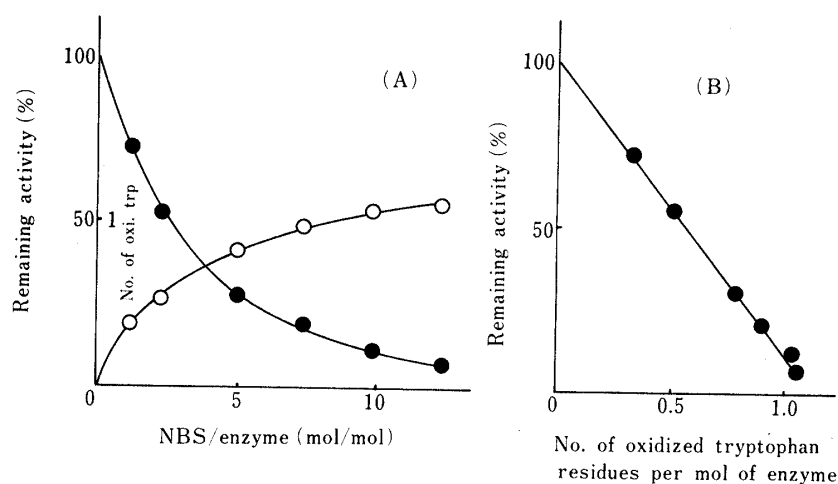 (A)
100
50
1
Remaining activity (%)
No. of oxi. trp
0
5
10
NBS/enzyme (mol/mol)
(B)
100
50
Remaining activity (%)
0
0.5
1.0
No. of oxidized tryptophan
residues per mol of enzyme